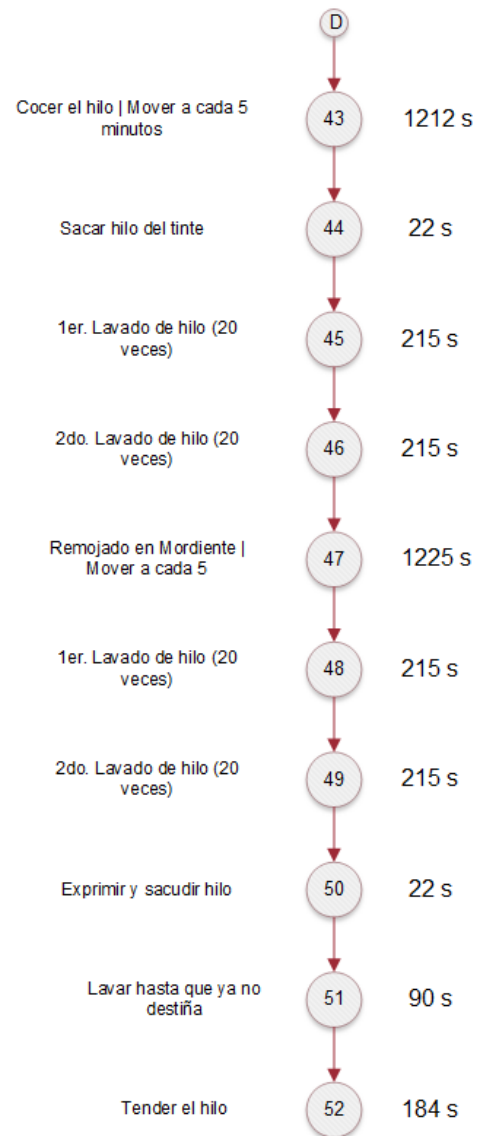 D
Cocer el hilo | Mover a cada 5
minutos
43
1212 s
Sacar hilo del tinte
44
22 s
1er. Lavado de hilo (20
veces)
45
215 s
2do. Lavado de hilo (20
veces)
46
215 s
Remojado en Mordiente |
Mover a cada 5
47
1225 s
1er. Lavado de hilo (20
veces)
48
215 s
2do. Lavado de hilo (20
veces)
49
215 s
Exprimir y sacudir hilo
50
22 s
Lavar hasta que ya no
destiña
51
90 s
Tender el hilo
52
184 s